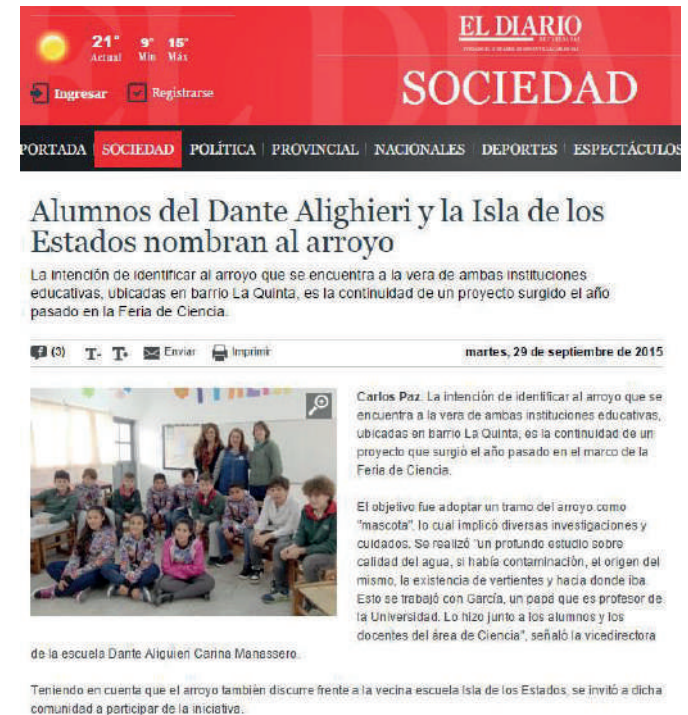 EL DIARIO
21° 9° 15°
Actual Mín Máx
Ingresar Registrarse
SOCIEDAD
PORTADA SOCIEDAD POLÍTICA PROVINCIAL NACIONALES DEPORTES ESPECTÁCULOS
Alumnos del Dante Alighieri y la Isla de los
Estados nombran al arroyo
La intención de identificar al arroyo que se encuentra a la vera de ambas instituciones
educativas, ubicadas en barrio La Quinta, es la continuidad de un proyecto surgido el año
pasado en la Feria de Ciencia.
(3) T- T+ Enviar Imprimir martes, 29 de septiembre de 2015
Carlos Paz. La intención de identificar al arroyo que se
encuentra a la vera de ambas instituciones educativas,
ubicadas en barrio La Quinta, es la continuidad de un
proyecto que surgió el año pasado en el marco de la
Feria de Ciencia.
El objetivo fue adoptar un tramo del arroyo como
"mascota", lo cual implicó diversas investigaciones y
cuidados. Se realizó "un profundo estudio sobre
calidad del agua, si había contaminación, el origen del
mismo, la existencia de vertientes y hacia donde iba.
Esto se trabajó con García, un papá que es profesor de
la Universidad. Lo hizo junto a los alumnos y los
docentes del área de Ciencia", señaló la vicedirectora
de la escuela Dante Aliguieri Carina Manassero.
Teniendo en cuenta que el arroyo también discurre frente a la vecina escuela Isla de los Estados, se invitó a dicha
comunidad a participar de la iniciativa.